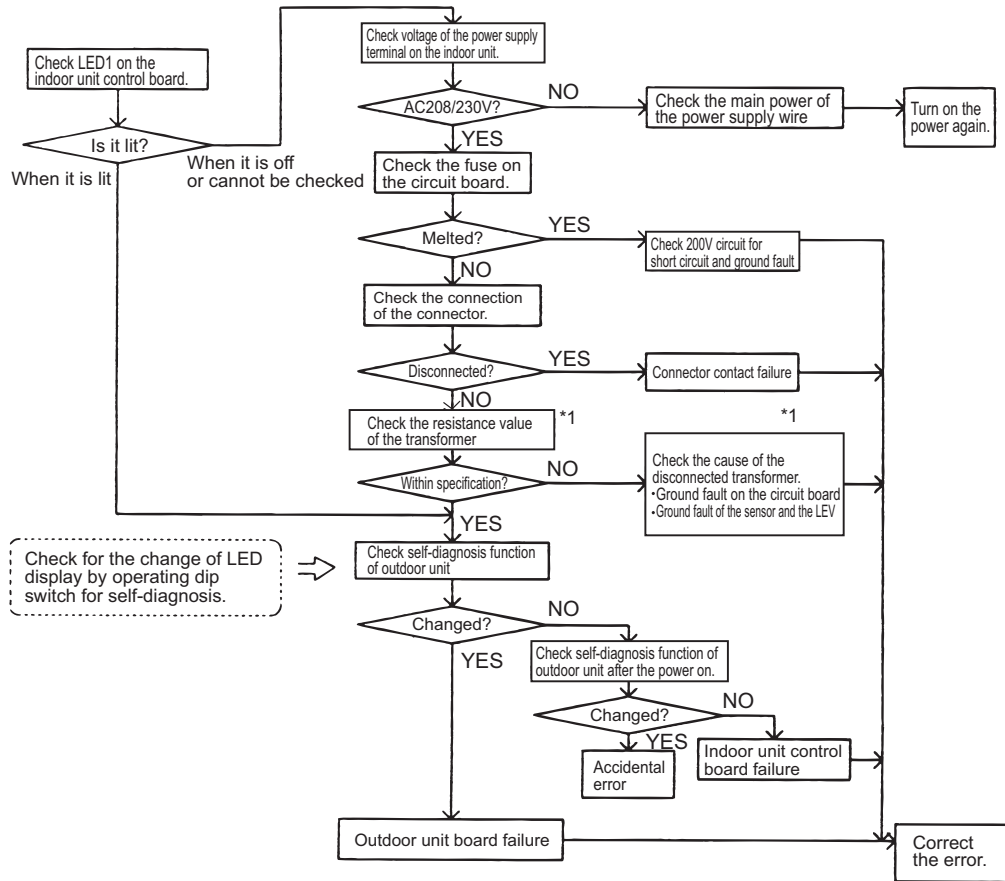 Check LED1 on the
indoor unit control board.
Is it lit?
When it is lit
When it is off
or cannot be checked
Check voltage of the power supply
terminal on the indoor unit.
AC208/230V?
NO
Check the main power of
the power supply wire
Turn on the
power again.
YES
Check the fuse on
the circuit board.
Melted?
YES
Check 200V circuit for
short circuit and ground fault
NO
Check the connection
of the connector.
Disconnected?
YES
Connector contact failure
NO
Check the resistance value
of the transformer
*1
Within specification?
NO
*1
Check the cause of the
disconnected transformer.
•Ground fault on the circuit board
•Ground fault of the sensor and the LEV
YES
Check for the change of LED
display by operating dip
switch for self-diagnosis.
Check self-diagnosis function
of outdoor unit
Changed?
NO
YES
Check self-diagnosis function of
outdoor unit after the power on.
Changed?
NO
YES
Accidental
error
Indoor unit control
board failure
Outdoor unit board failure
Correct
the error.